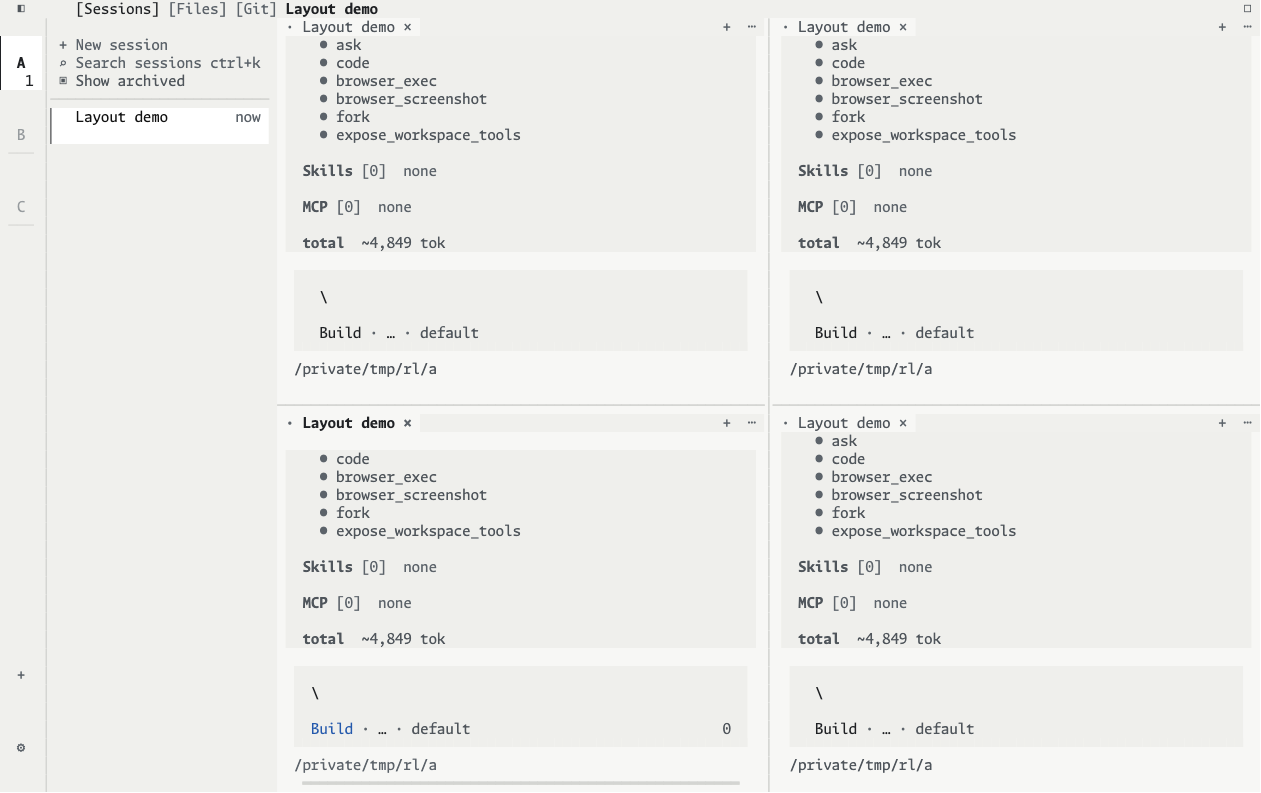 [Sessions] [Files] [Git] Layout demo
A
1
B
C
+
+ New session
Search sessions ctrl+k
Show archived
Layout demo now
· Layout demo × + ⋯
● ask
● code
● browser_exec
● browser_screenshot
● fork
● expose_workspace_tools
Skills [0] none
MCP [0] none
total ~4,849 tok
\
Build · … · default
/private/tmp/rl/a
· Layout demo × + ⋯
● ask
● code
● browser_exec
● browser_screenshot
● fork
● expose_workspace_tools
Skills [0] none
MCP [0] none
total ~4,849 tok
\
Build · … · default
/private/tmp/rl/a
· Layout demo × + ⋯
● code
● browser_exec
● browser_screenshot
● fork
● expose_workspace_tools
Skills [0] none
MCP [0] none
total ~4,849 tok
\
Build · … · default 0
/private/tmp/rl/a
· Layout demo × + ⋯
● ask
● code
● browser_exec
● browser_screenshot
● fork
● expose_workspace_tools
Skills [0] none
MCP [0] none
total ~4,849 tok
\
Build · … · default
/private/tmp/rl/a